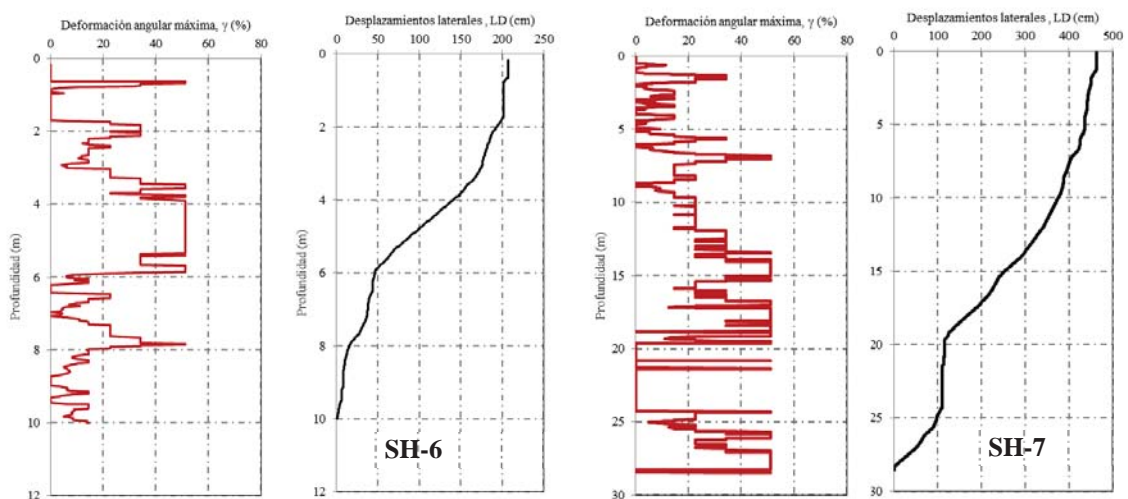 Deformación angular máxima, γ (%)
0 20 40 60 80
Profundidad (m)
0
2
4
6
8
10
12
Desplazamientos laterales , LD (cm)
0 50 100 150 200 250
0
2
4
6
8
10
12
SH-6
Deformación angular máxima, γ (%)
0 20 40 60 80
Profundidad (m)
0
5
10
15
20
25
30
Desplazamientos laterales, LD (cm)
0 100 200 300 400 500
0
5
10
15
20
25
30
SH-7